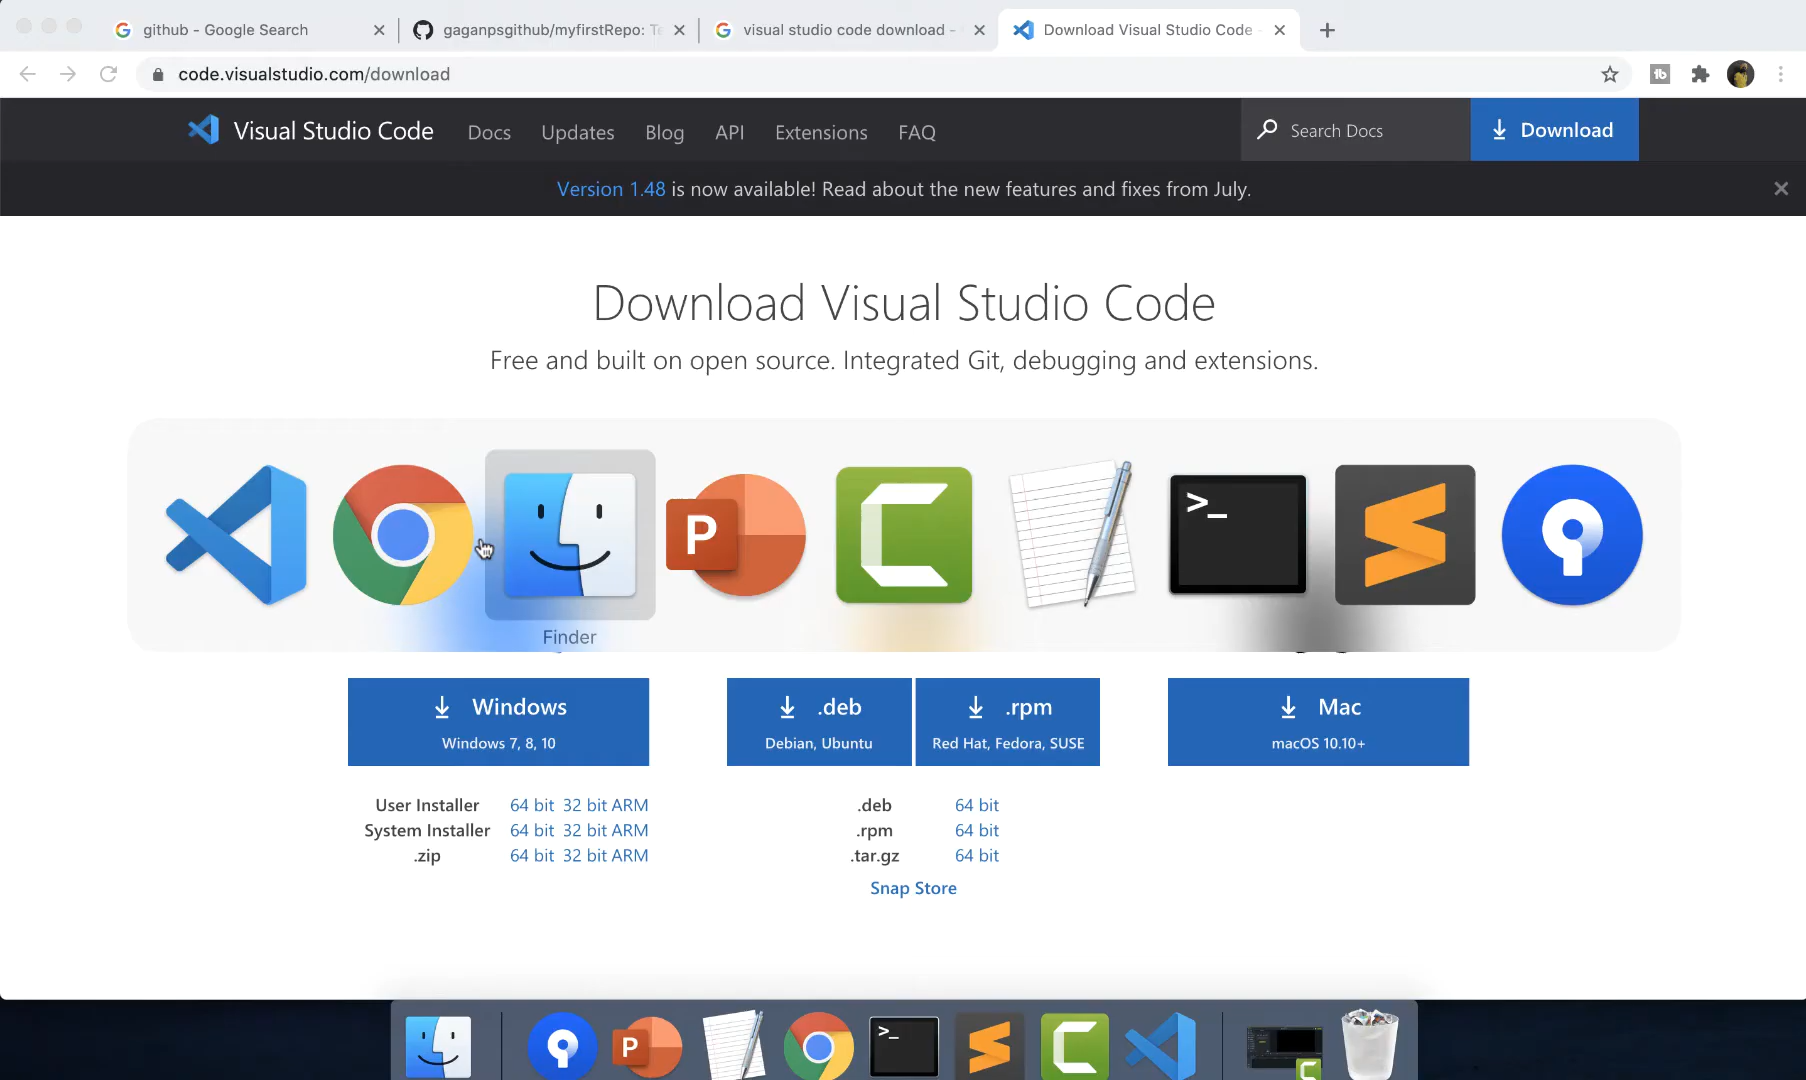 github - Google Search
gaganpsgithub/myfirstRepo: Te
visual studio code download -
Download Visual Studio Code -
code.visualstudio.com/download
Visual Studio Code
Docs
Updates
Blog
API
Extensions
FAQ
Search Docs
Download
Version 1.48 is now available! Read about the new features and fixes from July.
Download Visual Studio Code
Free and built on open source. Integrated Git, debugging and extensions.
P
>_
Finder
Windows
Windows 7, 8, 10
.deb
Debian, Ubuntu
.rpm
Red Hat, Fedora, SUSE
Mac
macOS 10.10+
User Installer 64 bit 32 bit ARM
System Installer 64 bit 32 bit ARM
.zip 64 bit 32 bit ARM
.deb 64 bit
.rpm 64 bit
.tar.gz 64 bit
Snap Store
P
>_